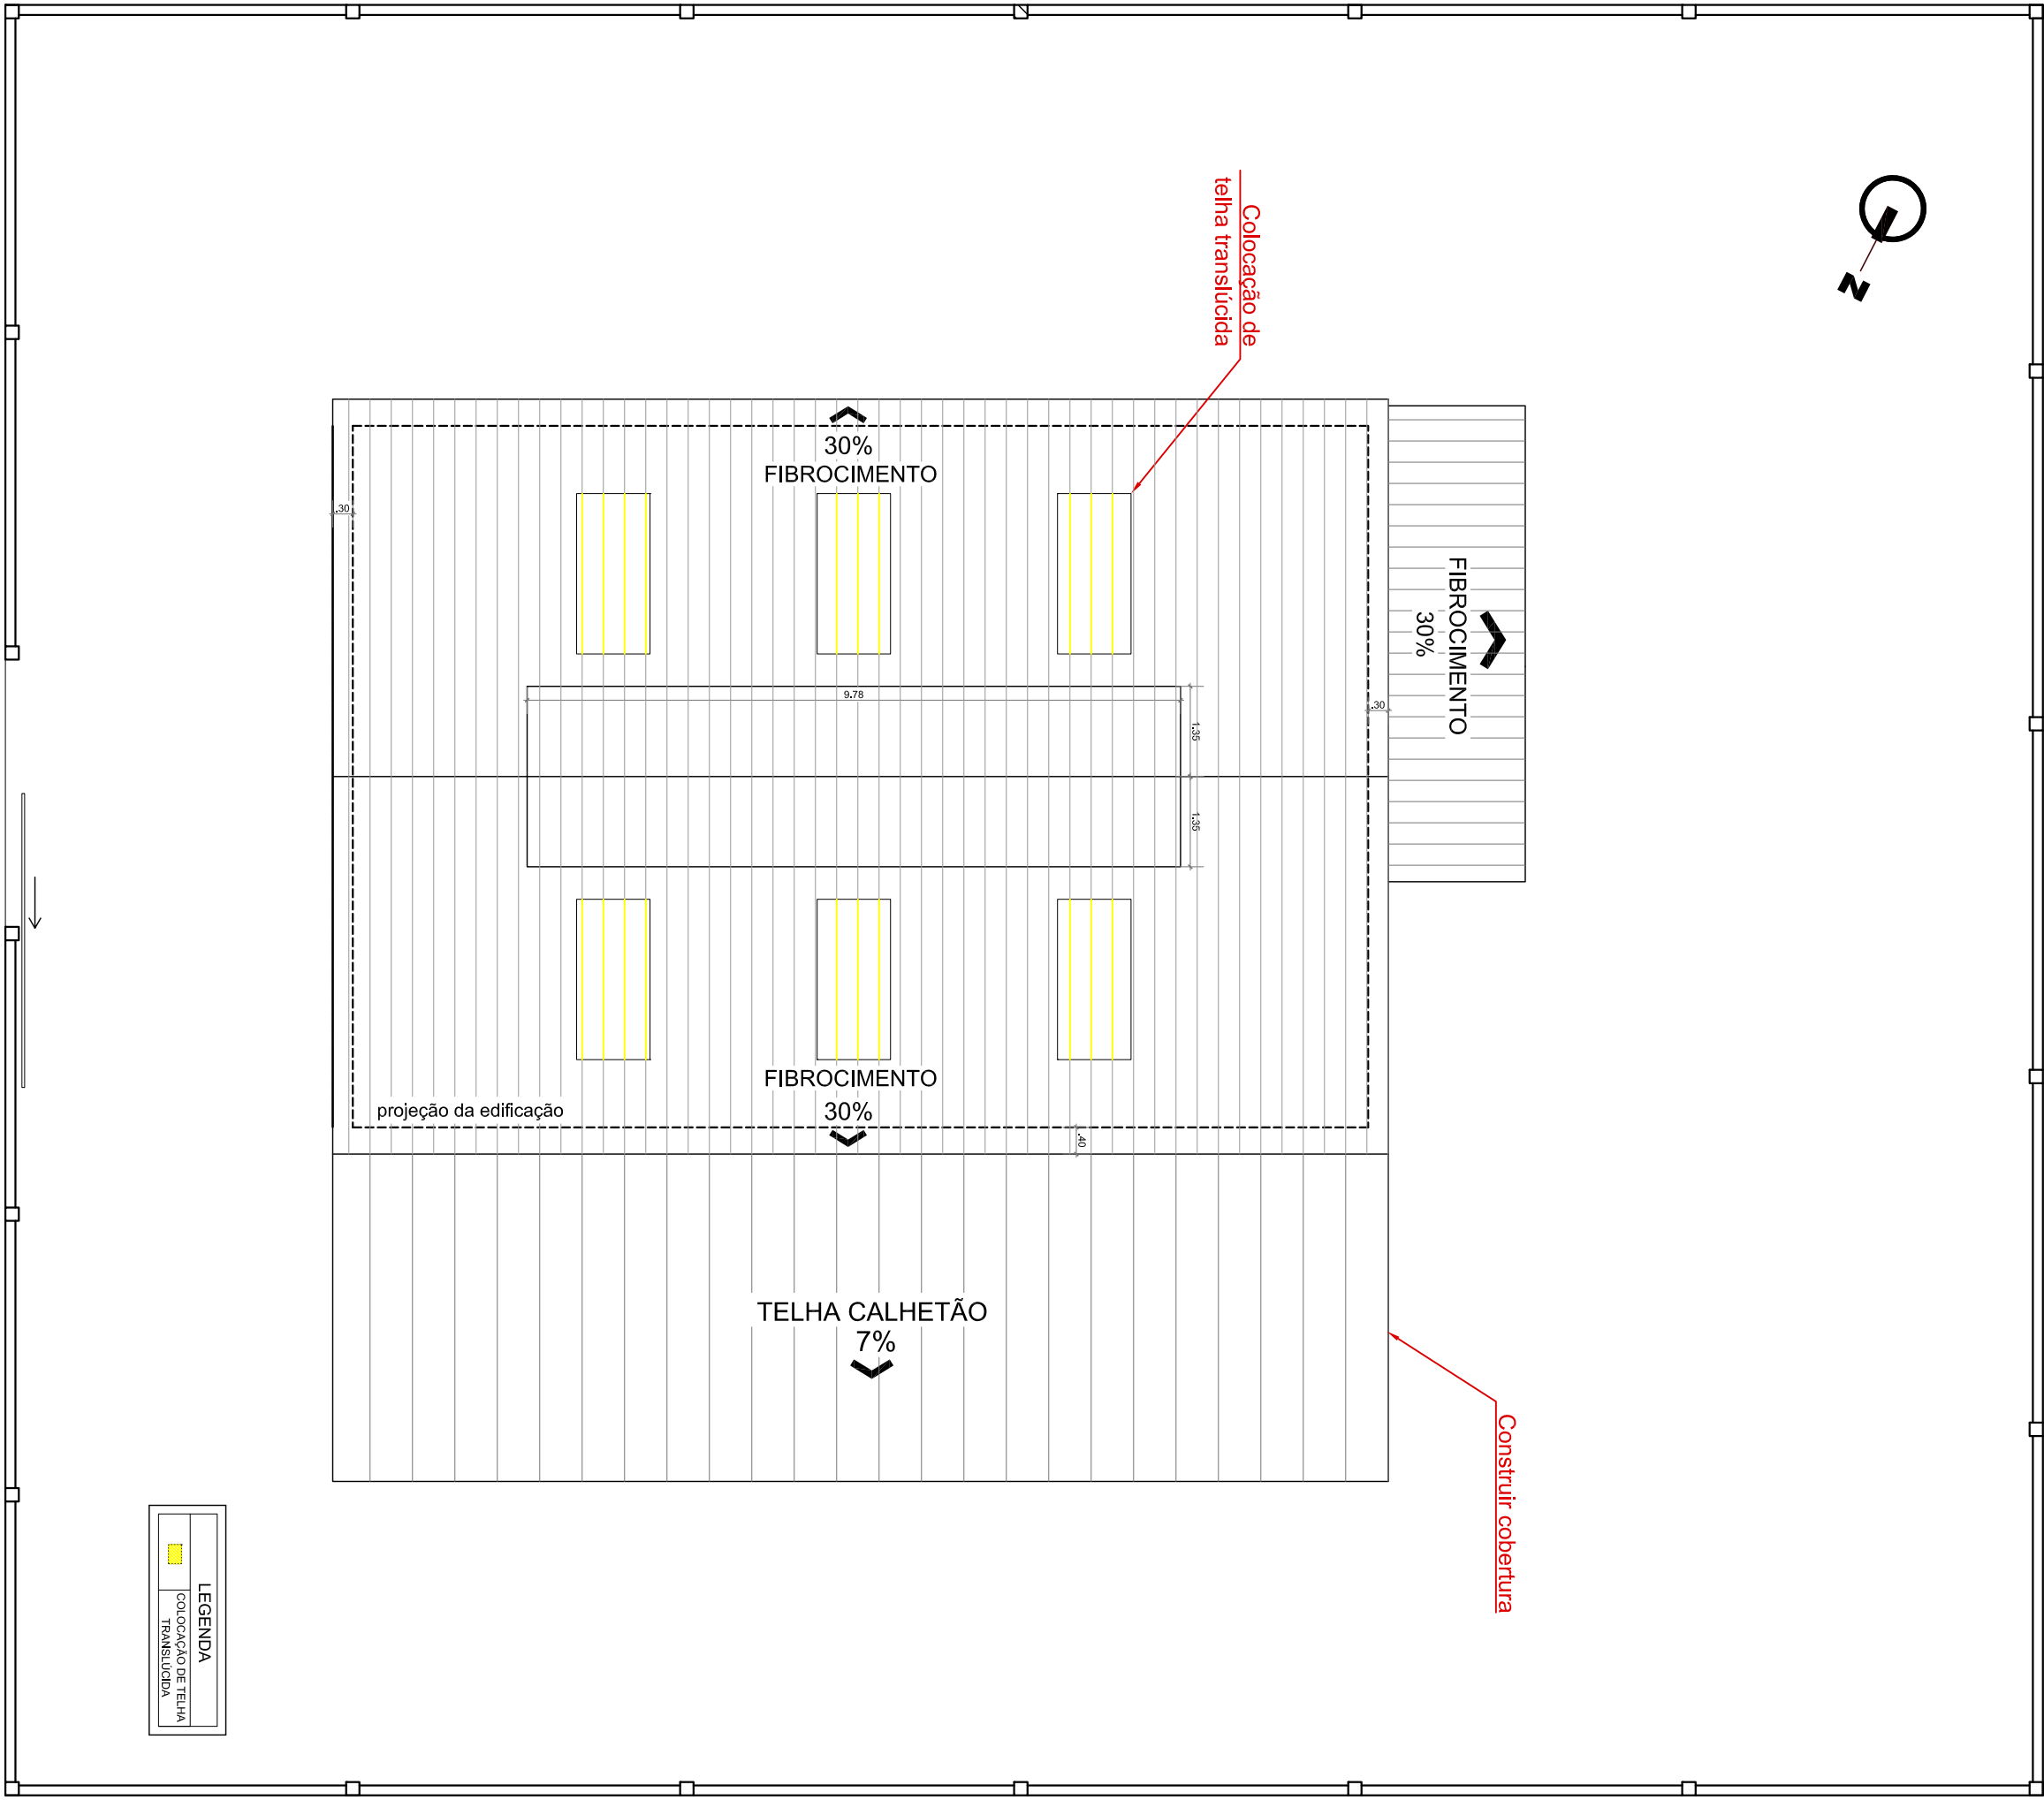 N
Colocação de
telha translúcida
30%
FIBROCIMENTO
.30
FIBROCIMENTO
30%
9.78
.30
1.35
1.35
FIBROCIMENTO
30%
projeção da edificação
.40
TELHA CALHETÃO
7%
Construir cobertura
LEGENDA
COLOCAÇÃO DE TELHA
TRANSLÚCIDA